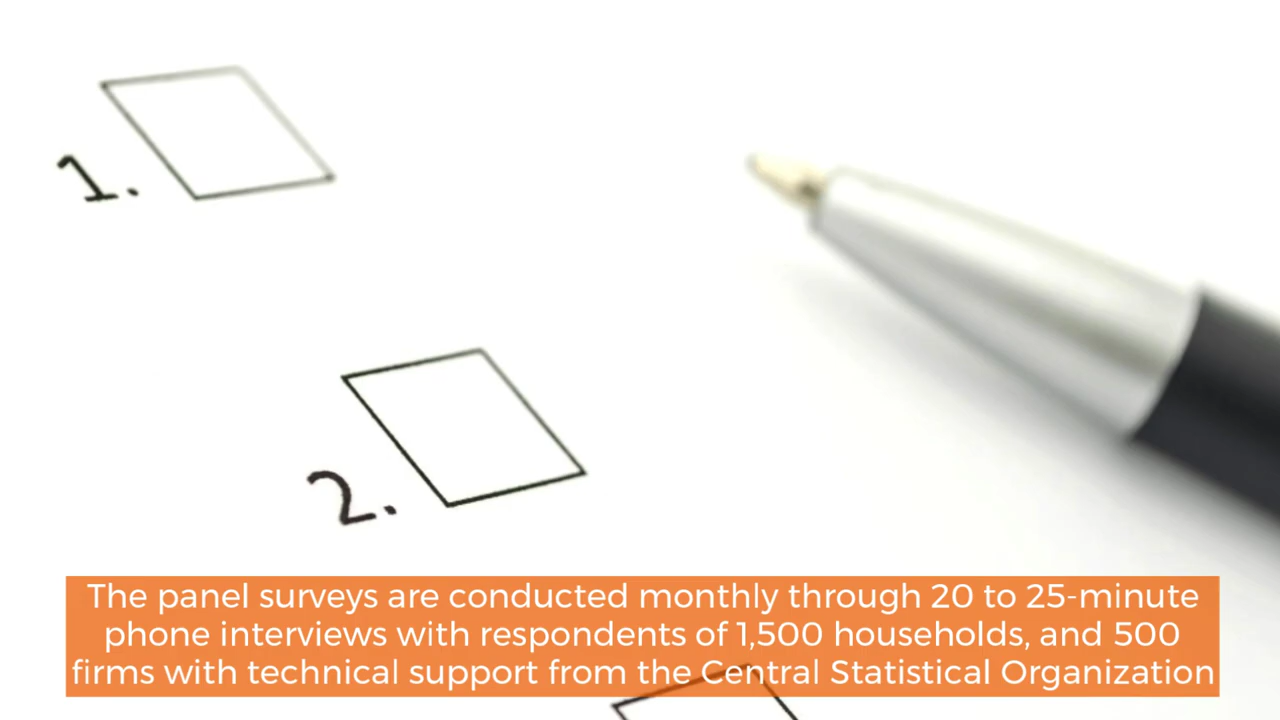 1.
2.
The panel surveys are conducted monthly through 20 to 25-minute
phone interviews with respondents of 1,500 households, and 500
firms with technical support from the Central Statistical Organization